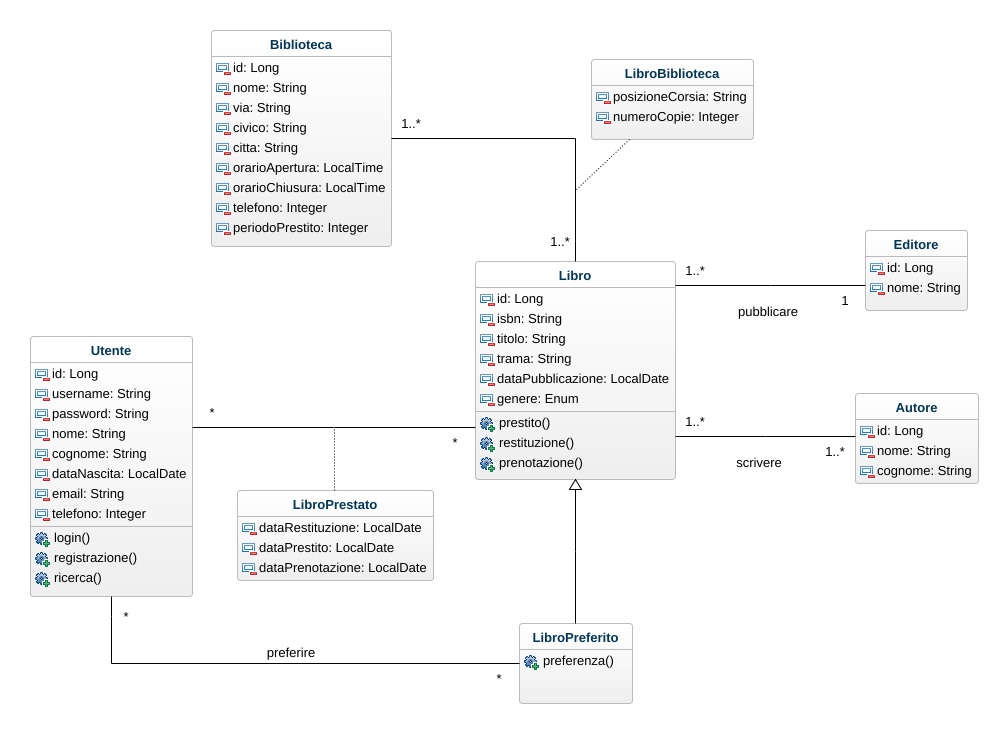 Biblioteca
id: Long
nome: String
via: String
civico: String
citta: String
orarioApertura: LocalTime
orarioChiusura: LocalTime
telefono: Integer
periodoPrestito: Integer
1..*
LibroBiblioteca
posizioneCorsia: String
numeroCopie: Integer
1..*
Libro
id: Long
isbn: String
titolo: String
trama: String
dataPubblicazione: LocalDate
genere: Enum
prestito()
restituzione()
prenotazione()
1..*
1
pubblicare
Editore
id: Long
nome: String
1..*
1..*
scrivere
Autore
id: Long
nome: String
cognome: String
Utente
id: Long
username: String
password: String
nome: String
cognome: String
dataNascita: LocalDate
email: String
telefono: Integer
login()
registrazione()
ricerca()
*
*
LibroPrestato
dataRestituzione: LocalDate
dataPrestito: LocalDate
dataPrenotazione: LocalDate
*
preferire
*
LibroPreferito
preferenza()